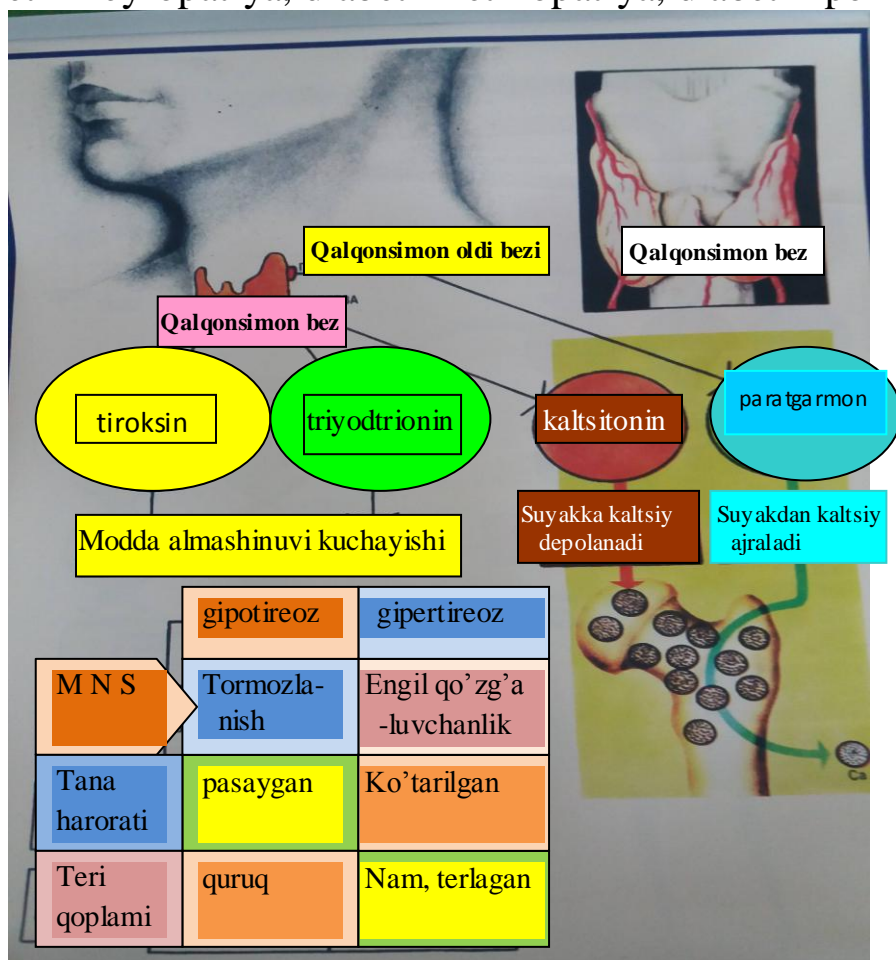 Qalqonsimon oldi bezi
Qalqonsimon bez
Qalqonsimon bez
tiroksin
triyodtrionin
kaltsitonin
paratgarmon
Modda almashinuvi kuchayishi
Suyakka kaltsiy
depolanadi
Suyakdan kaltsiy
ajraladi
gipotireoz
gipertireoz
M N S
Tormozla-
nish
Engil qo’zg’a
-luvchanlik
Tana
harorati
pasaygan
Ko’tarilgan
Teri
qoplami
quruq
Nam, terlagan
Ca